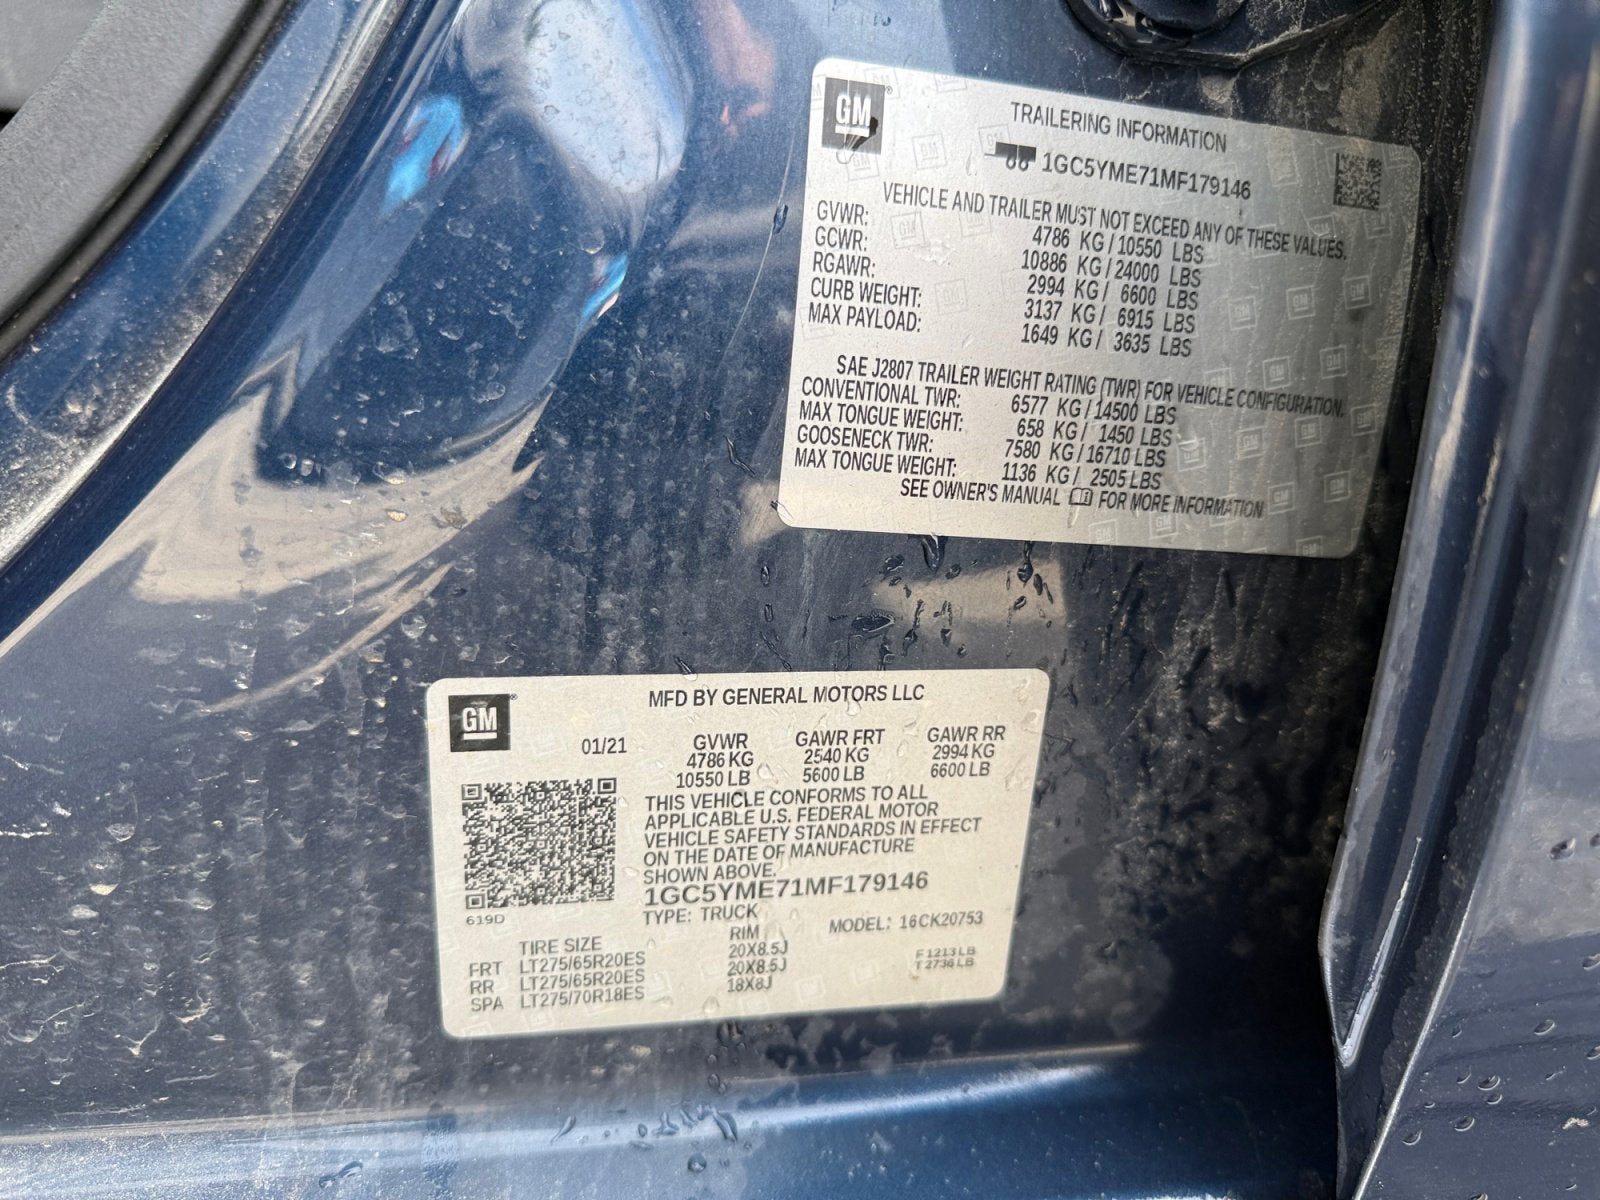 GM
TRAILERING INFORMATION
1GC5YME71MF179146
VEHICLE AND TRAILER MUST NOT EXCEED ANY OF THESE VALUES.
GVWR: 4786 KG/10550 LBS
GCWR: 10886 KG/24000 LBS
RGAWR: 2994 KG/ 6600 LBS
CURB WEIGHT: 3137 KG/ 6915 LBS
MAX PAYLOAD: 1649 KG/ 3635 LBS
SAE J2807 TRAILER WEIGHT RATING (TWR) FOR VEHICLE CONFIGURATION.
CONVENTIONAL TWR: 6577 KG/14500 LBS
MAX TONGUE WEIGHT: 658 KG/ 1450 LBS
GOOSENECK TWR: 7580 KG/16710 LBS
MAX TONGUE WEIGHT: 1136 KG/ 2505 LBS
SEE OWNER'S MANUAL FOR MORE INFORMATION
GM
MFD BY GENERAL MOTORS LLC
01/21
GVWR GAWR FRT GAWR RR
4786 KG 2540 KG 2994 KG
10550 LB 5600 LB 6600 LB
THIS VEHICLE CONFORMS TO ALL
APPLICABLE U.S. FEDERAL MOTOR
VEHICLE SAFETY STANDARDS IN EFFECT
ON THE DATE OF MANUFACTURE
SHOWN ABOVE.
1GC5YME71MF179146
619D
TYPE: TRUCK MODEL: 16CK20753
TIRE SIZE RIM
FRT LT275/65R20ES 20X8.5J F1213LB
RR LT275/65R20ES 20X8.5J T2736LB
SPA LT275/70R18ES 18X8J